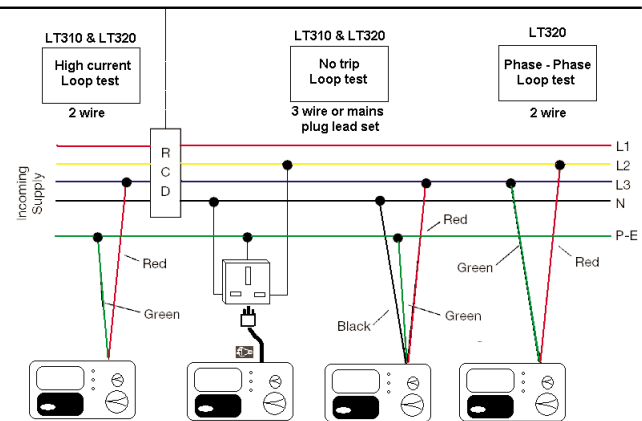 LT310 & LT320
High current
Loop test
2 wire
LT310 & LT320
No trip
Loop test
3 wire or mains
plug lead set
LT320
Phase - Phase
Loop test
2 wire
R
C
D
L1
L2
L3
N
P-E
Incoming
Supply
Red
Green
Red
Green
Black
Green
Red